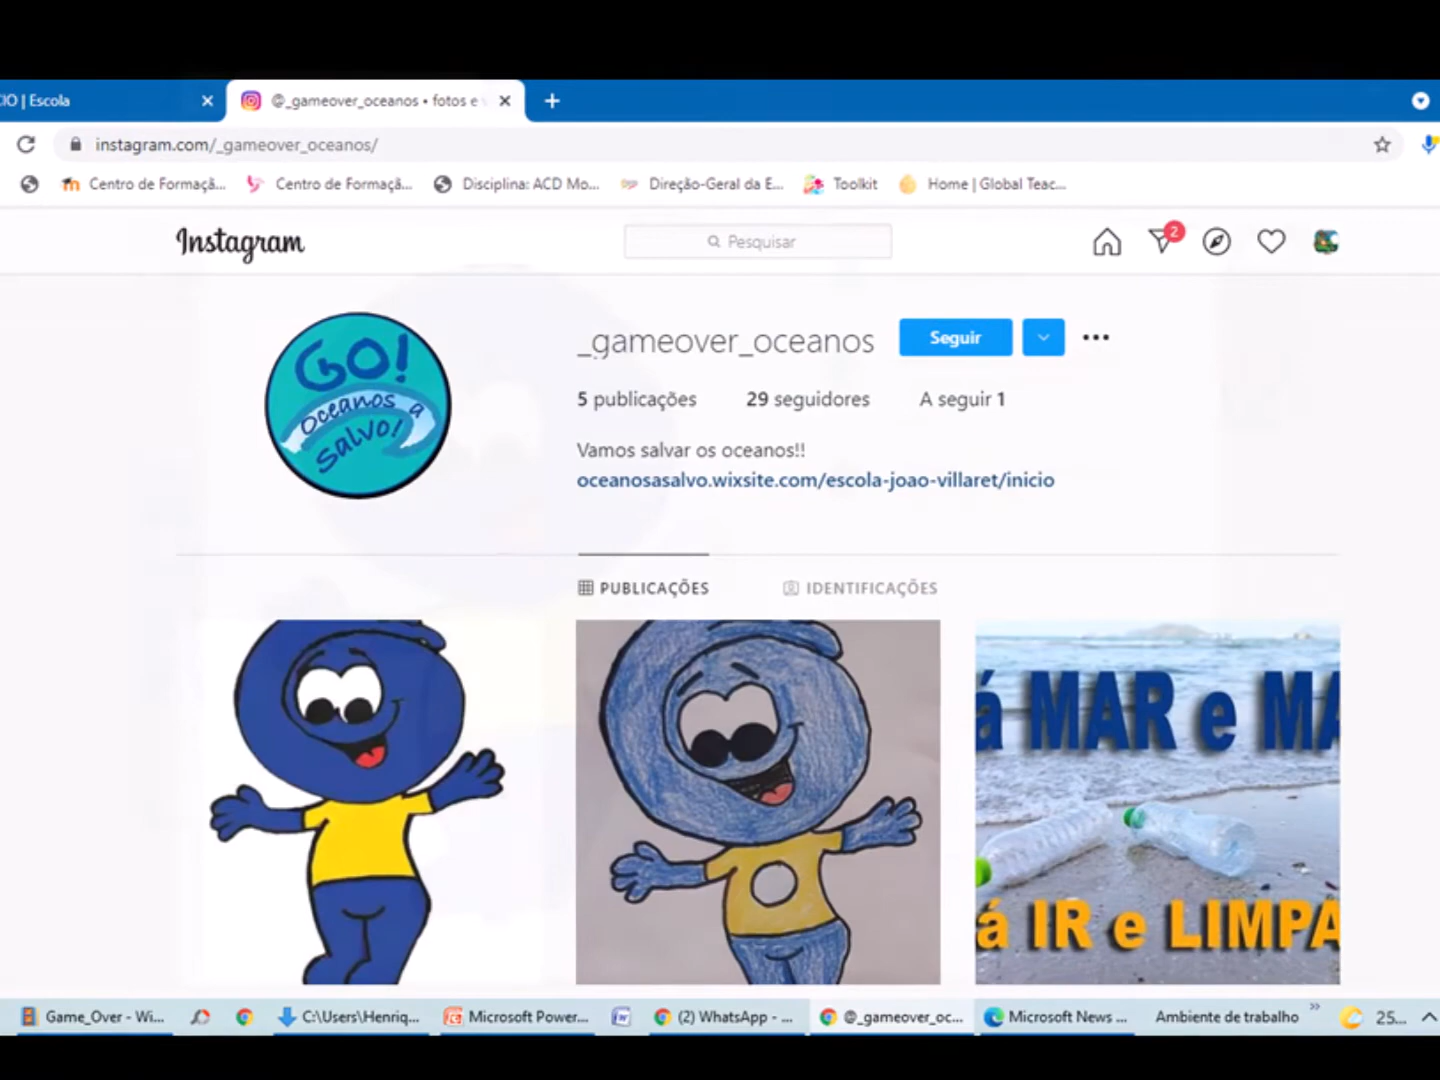 IO | Escola
@_gameover_oceanos • fotos e v
instagram.com/_gameover_oceanos/
Centro de Formaçã...
Centro de Formaçã...
Disciplina: ACD Mo...
Direção-Geral da E...
Toolkit
Home | Global Teac...
Instagram
Pesquisar
2
GO!
oceanos a
salvo!
_gameover_oceanos
Seguir
5 publicações
29 seguidores
A seguir 1
Vamos salvar os oceanos!!
oceanosasalvo.wixsite.com/escola-joao-villaret/inicio
PUBLICAÇÕES
IDENTIFICAÇÕES
á MAR e MA
á IR e LIMPA
Game_Over - Wi...
C:\Users\Henriq...
Microsoft Power...
(2) WhatsApp - ...
@_gameover_oc...
Microsoft News ...
Ambiente de trabalho
25...